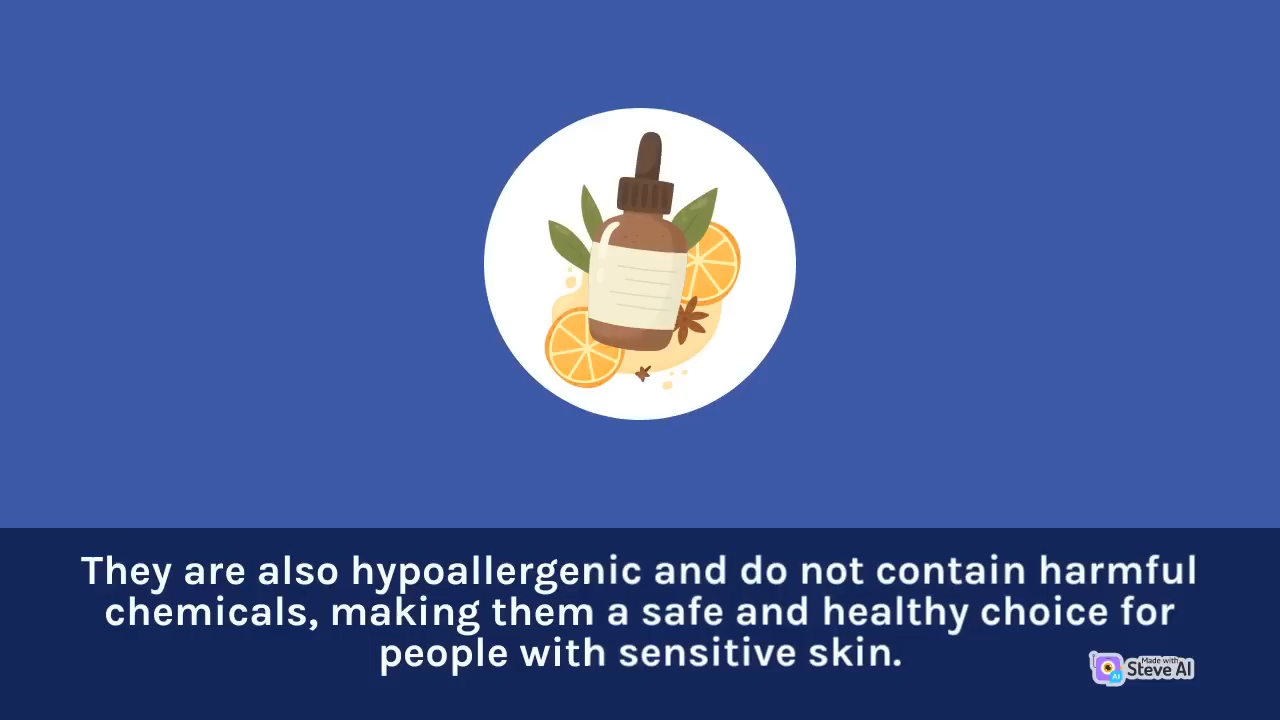 They are also hypoallergenic and do not contain harmful
chemicals, making them a safe and healthy choice for
people with sensitive skin.
Made with
Steve AI
AI